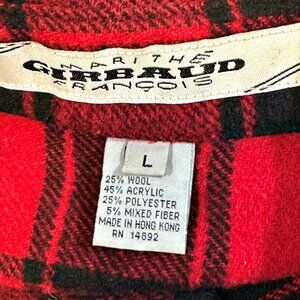 MARITHÉ
GIRBAUD
FRANÇOIS
L
25% WOOL
45% ACRYLIC
25% POLYESTER
5% MIXED FIBER
MADE IN HONG KONG
RN 14892